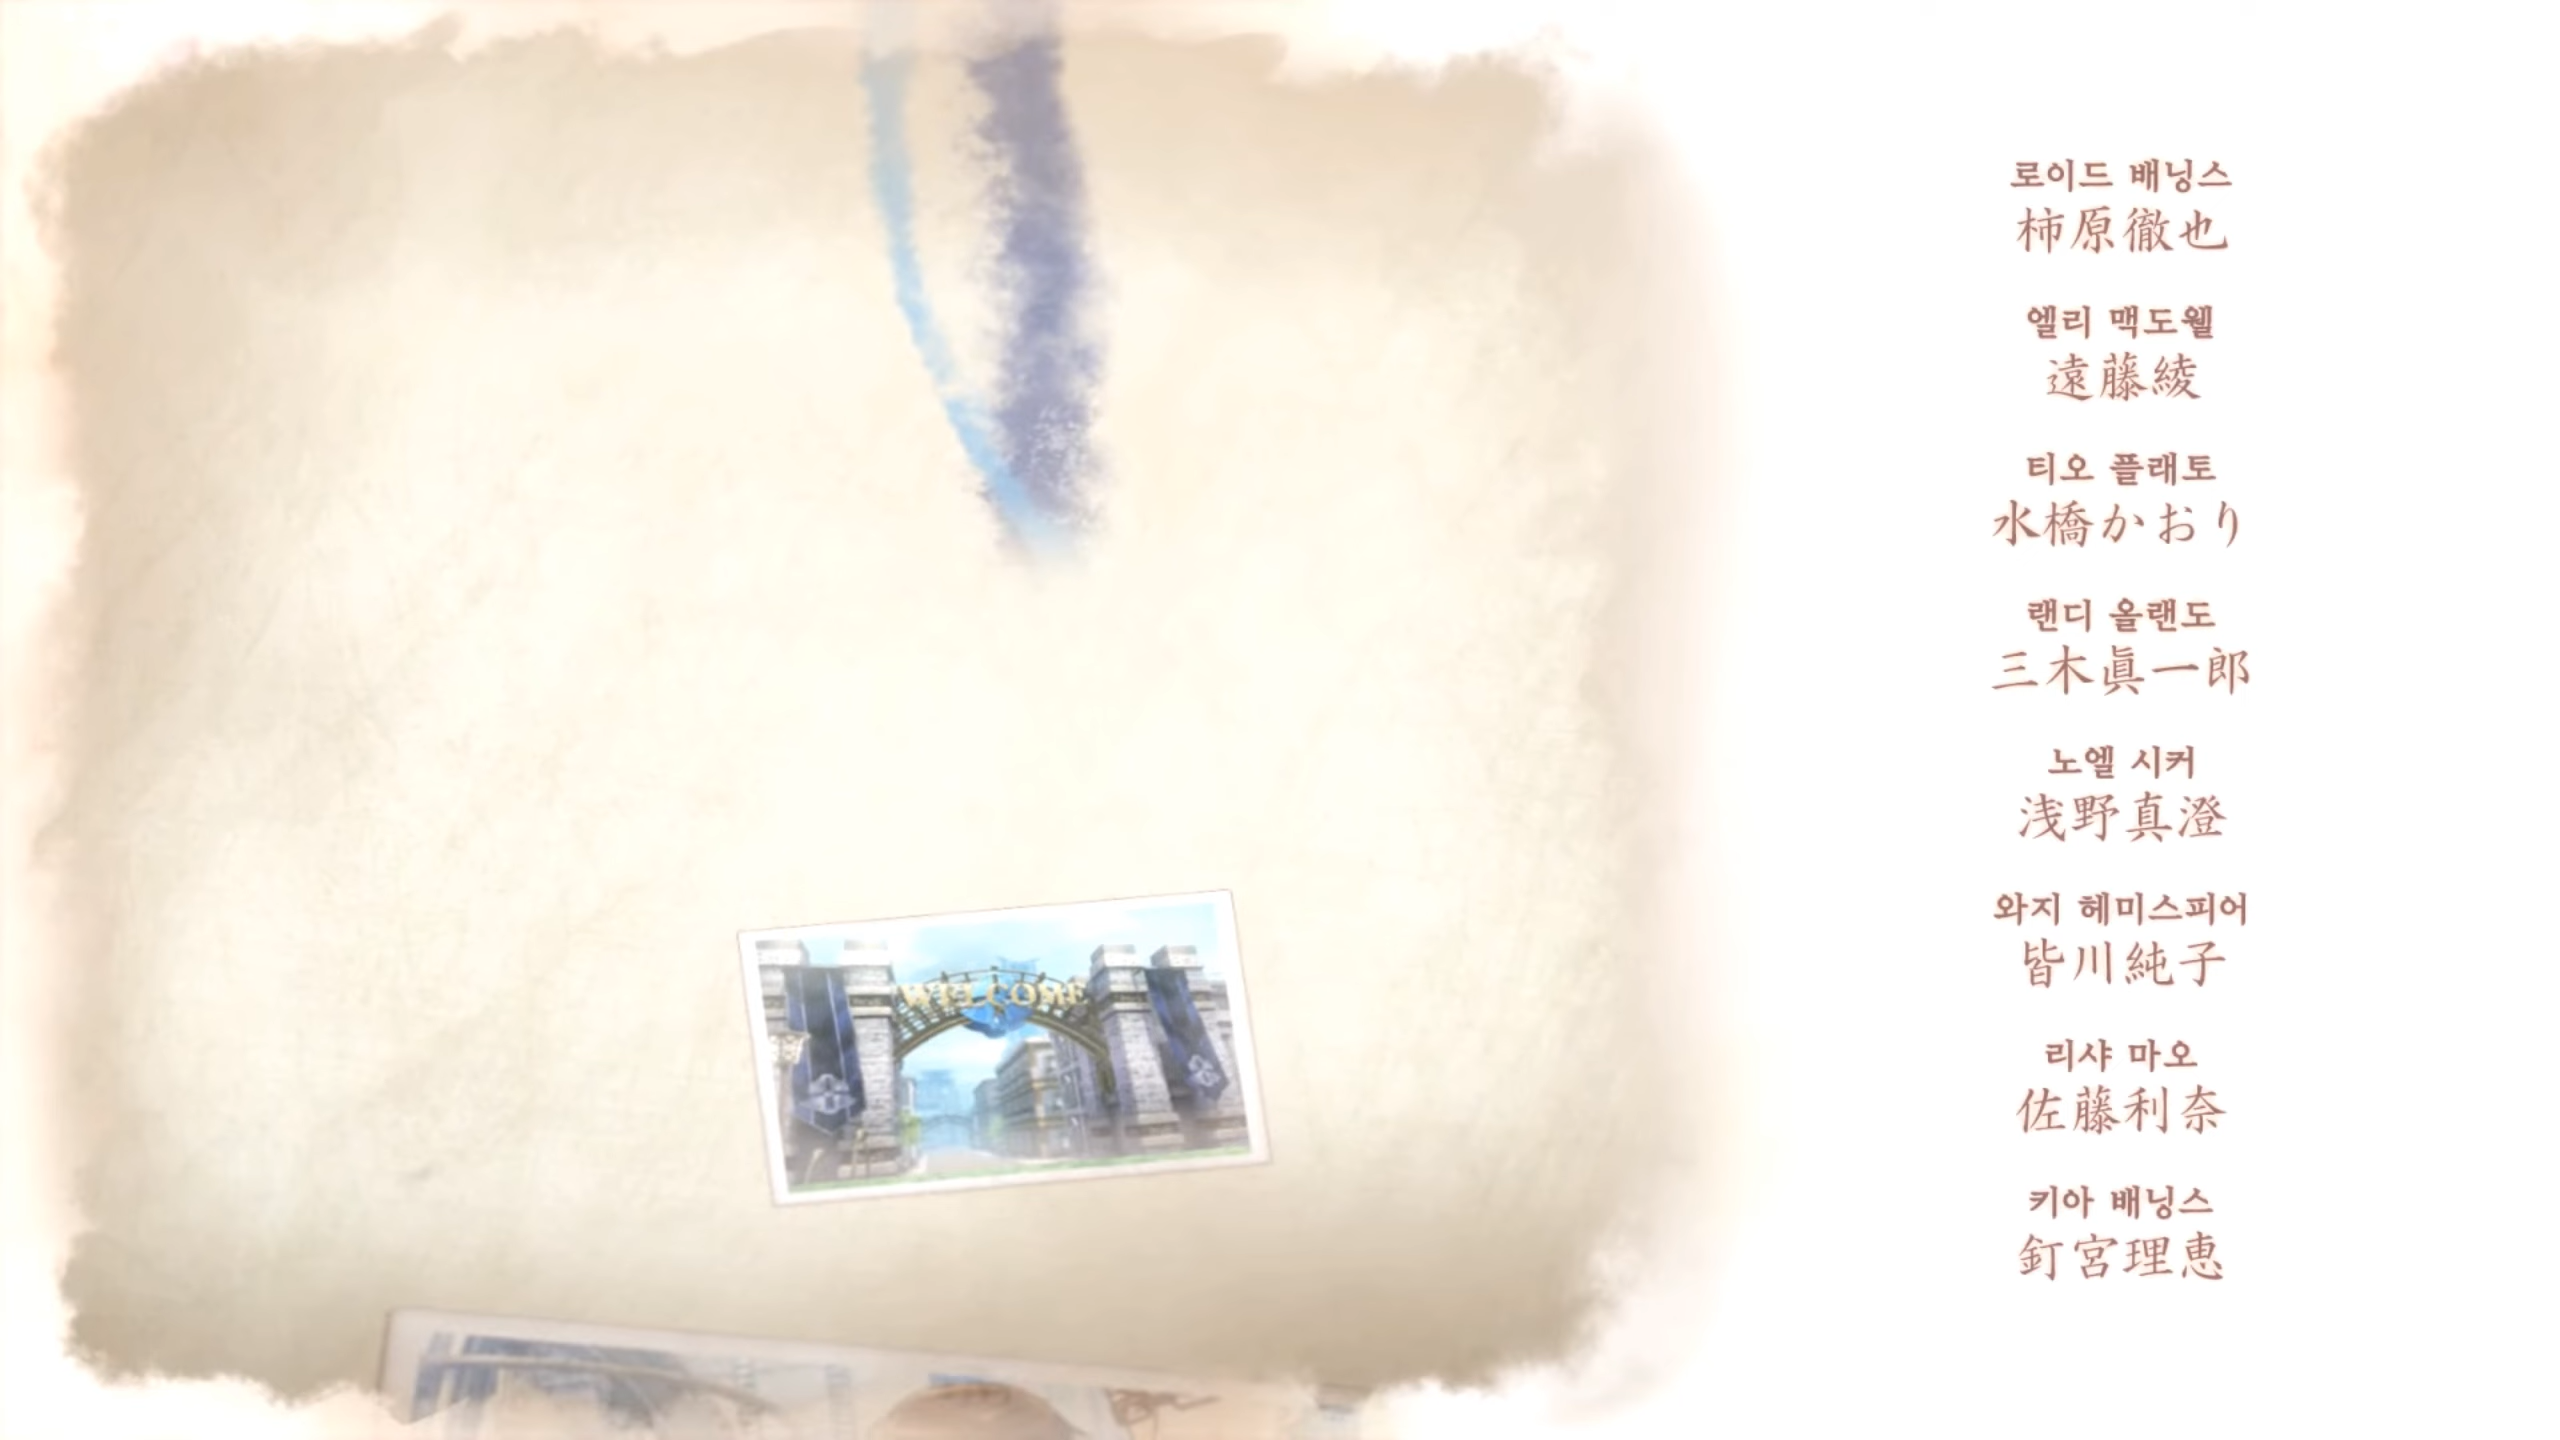 WELCOME
로이드 배닝스
柿原徹也
엘리 맥도웰
遠藤綾
티오 플래토
水橋かおり
랜디 올랜도
三木眞一郎
노엘 시커
浅野真澄
와지 헤미스피어
皆川純子
리샤 마오
佐藤利奈
키아 배닝스
釘宮理恵